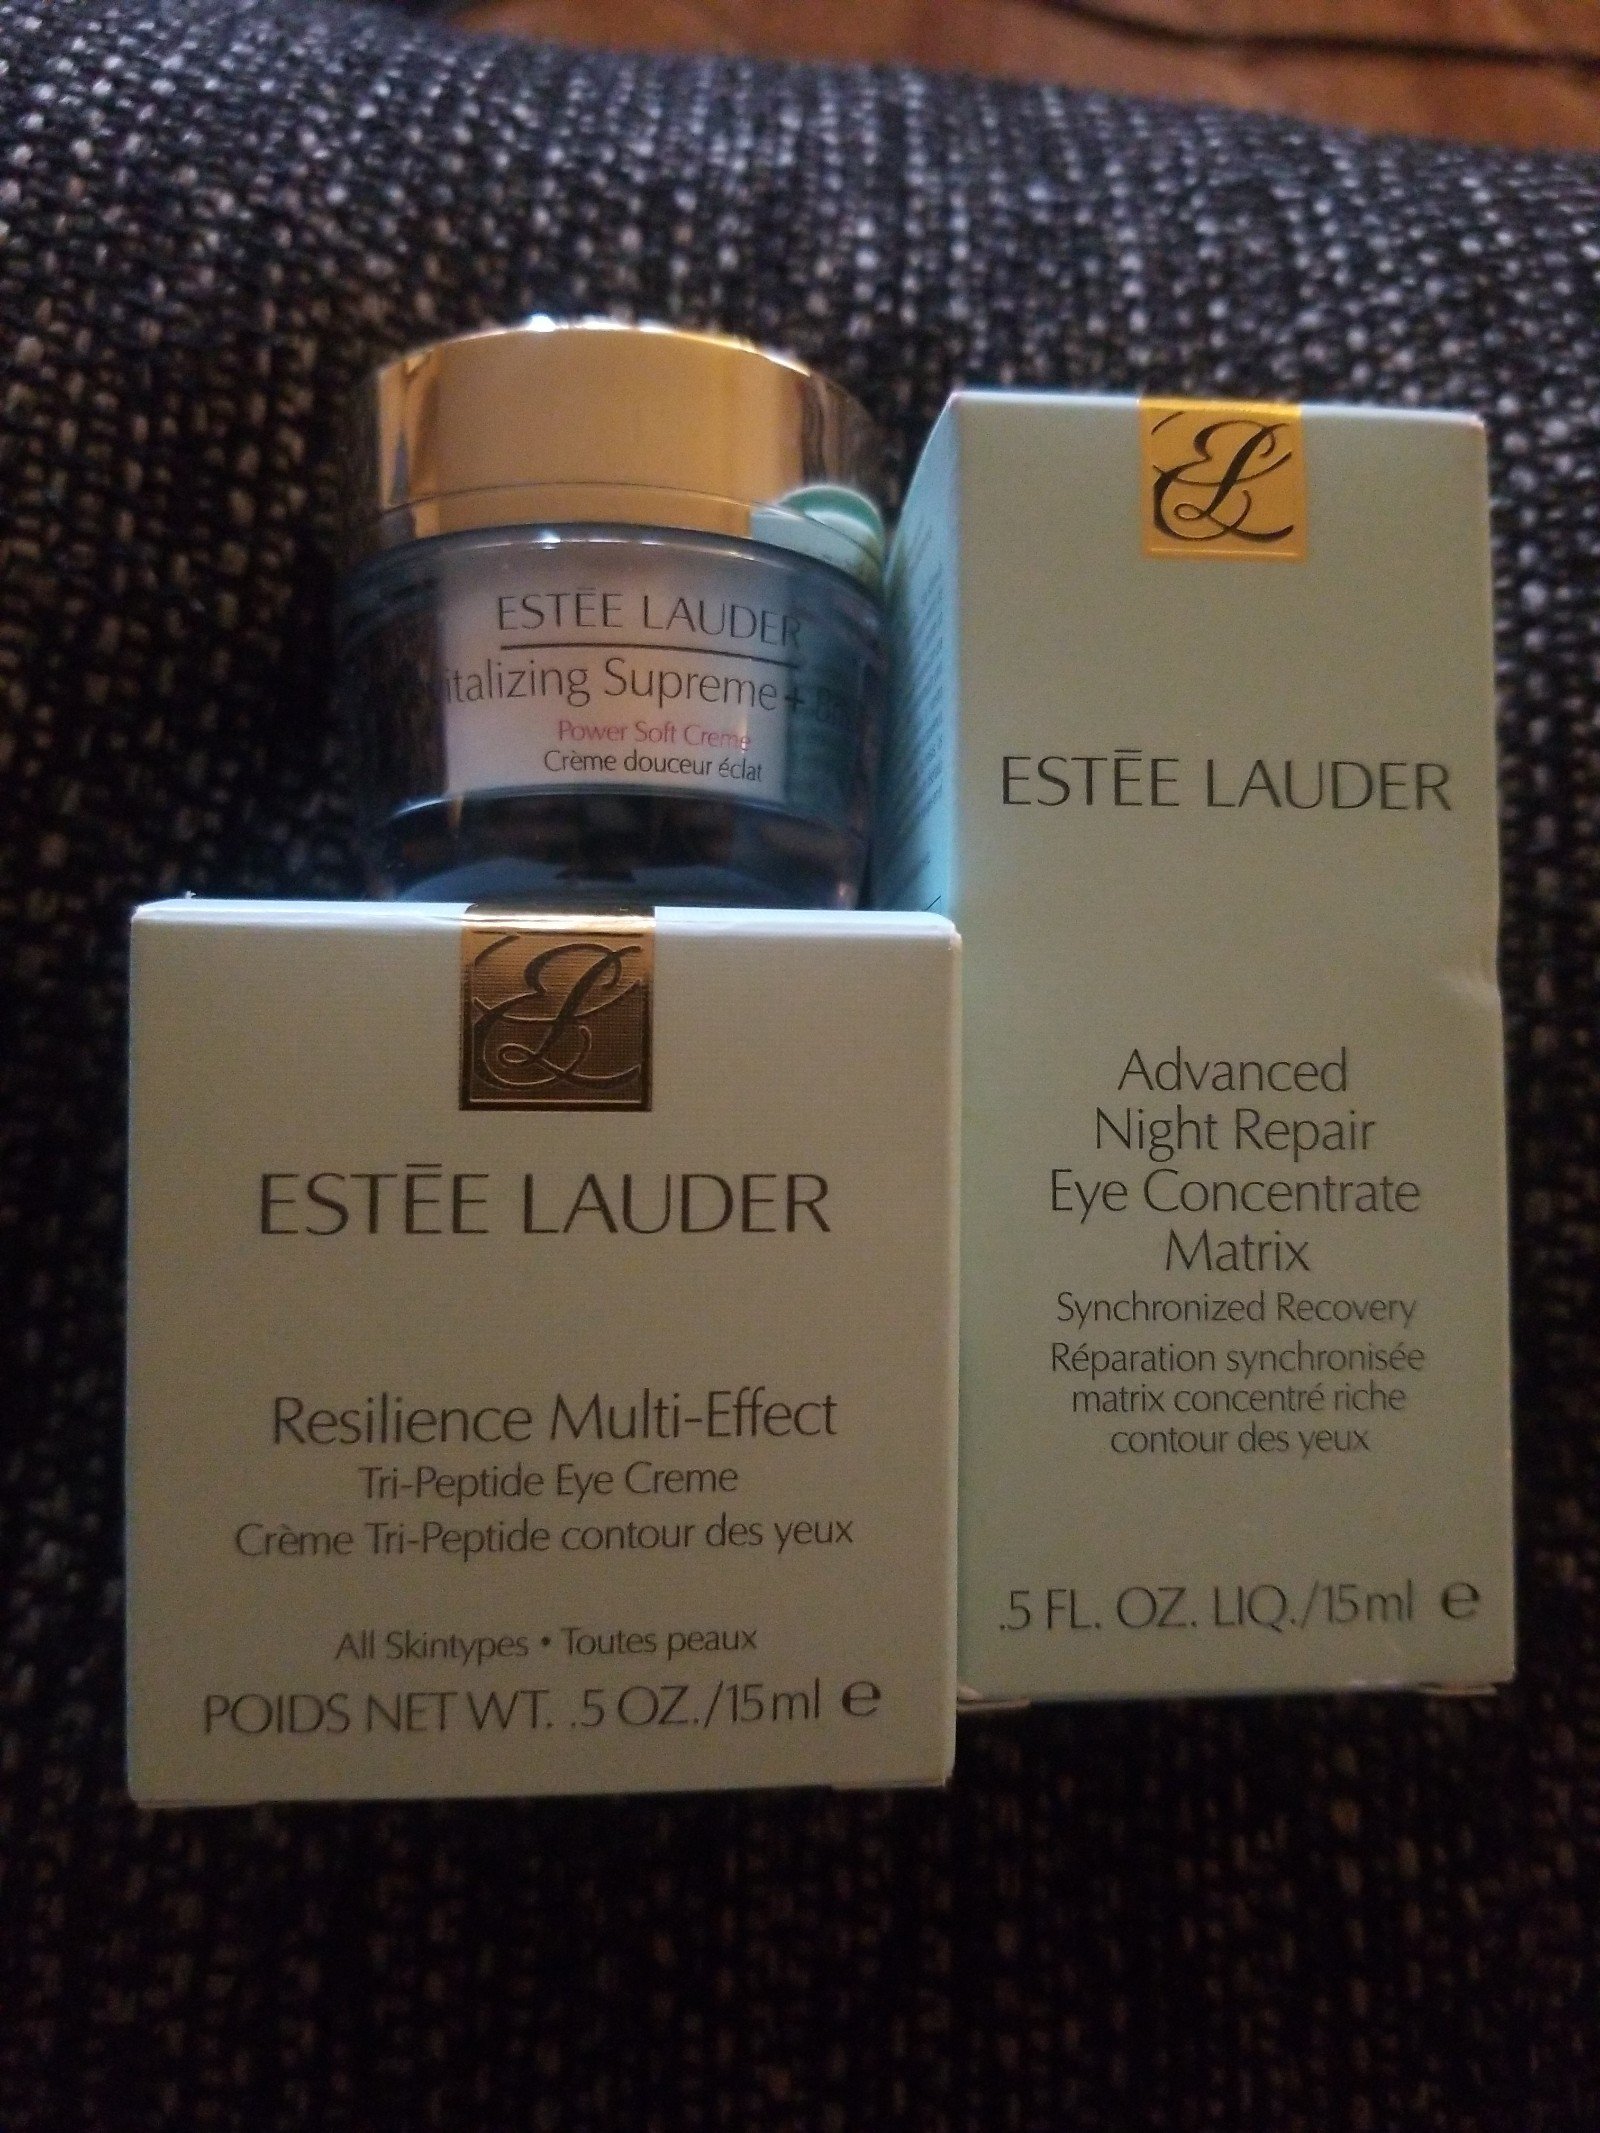 ESTĒE LAUDER
italizing Supreme+
Power Soft Creme
Crème douceur éclat
ESTĒE LAUDER
Resilience Multi-Effect
Tri-Peptide Eye Creme
Crème Tri-Peptide contour des yeux
All Skintypes • Toutes peaux
POIDS NET WT. .5 OZ./15ml ℮
ESTĒE LAUDER
Advanced
Night Repair
Eye Concentrate
Matrix
Synchronized Recovery
Réparation synchronisée
matrix concentré riche
contour des yeux
.5 FL. OZ. LIQ./15ml ℮